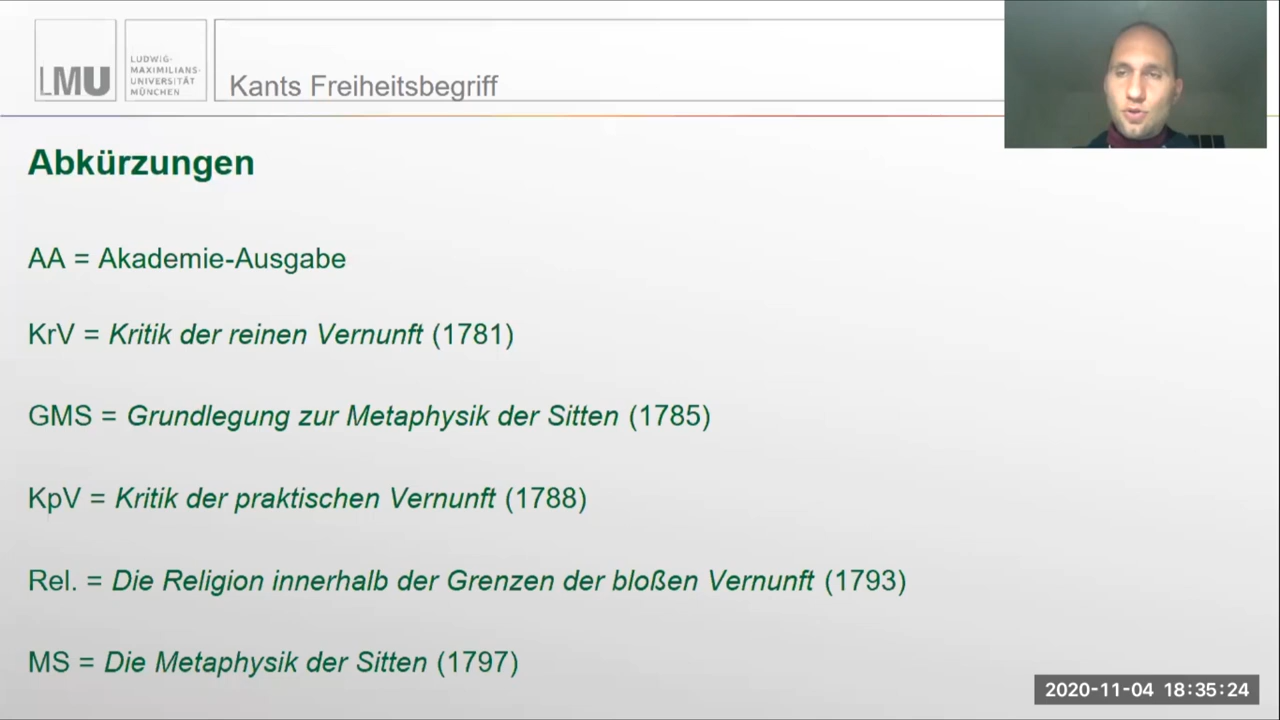 LMU
LUDWIG-
MAXIMILIANS-
UNIVERSITÄT
MÜNCHEN
Kants Freiheitsbegriff
Abkürzungen
AA = Akademie-Ausgabe
KrV = Kritik der reinen Vernunft (1781)
GMS = Grundlegung zur Metaphysik der Sitten (1785)
KpV = Kritik der praktischen Vernunft (1788)
Rel. = Die Religion innerhalb der Grenzen der bloßen Vernunft (1793)
MS = Die Metaphysik der Sitten (1797)
2020-11-04 18:35:24